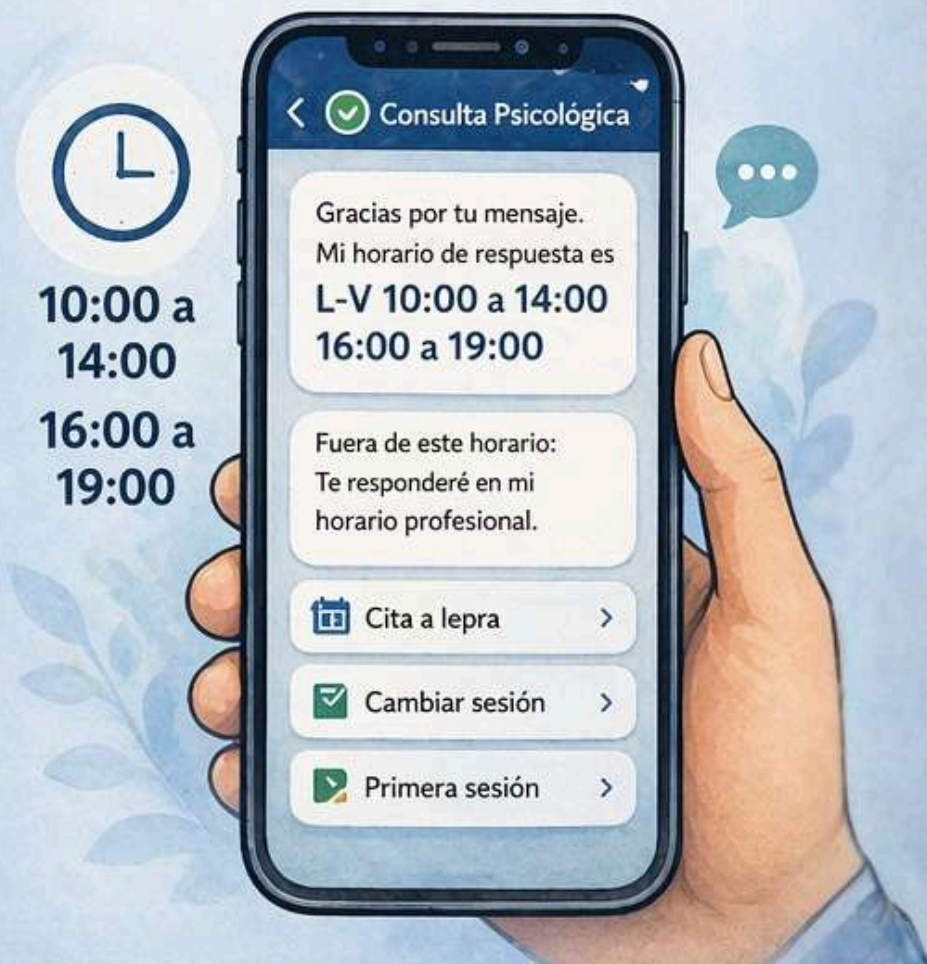 Consulta Psicológica
10:00 a
14:00
16:00 a
19:00
Gracias por tu mensaje.
Mi horario de respuesta es
L-V 10:00 a 14:00
16:00 a 19:00
Fuera de este horario:
Te responderé en mi
horario profesional.
Cita a lepra
Cambiar sesión
Primera sesión